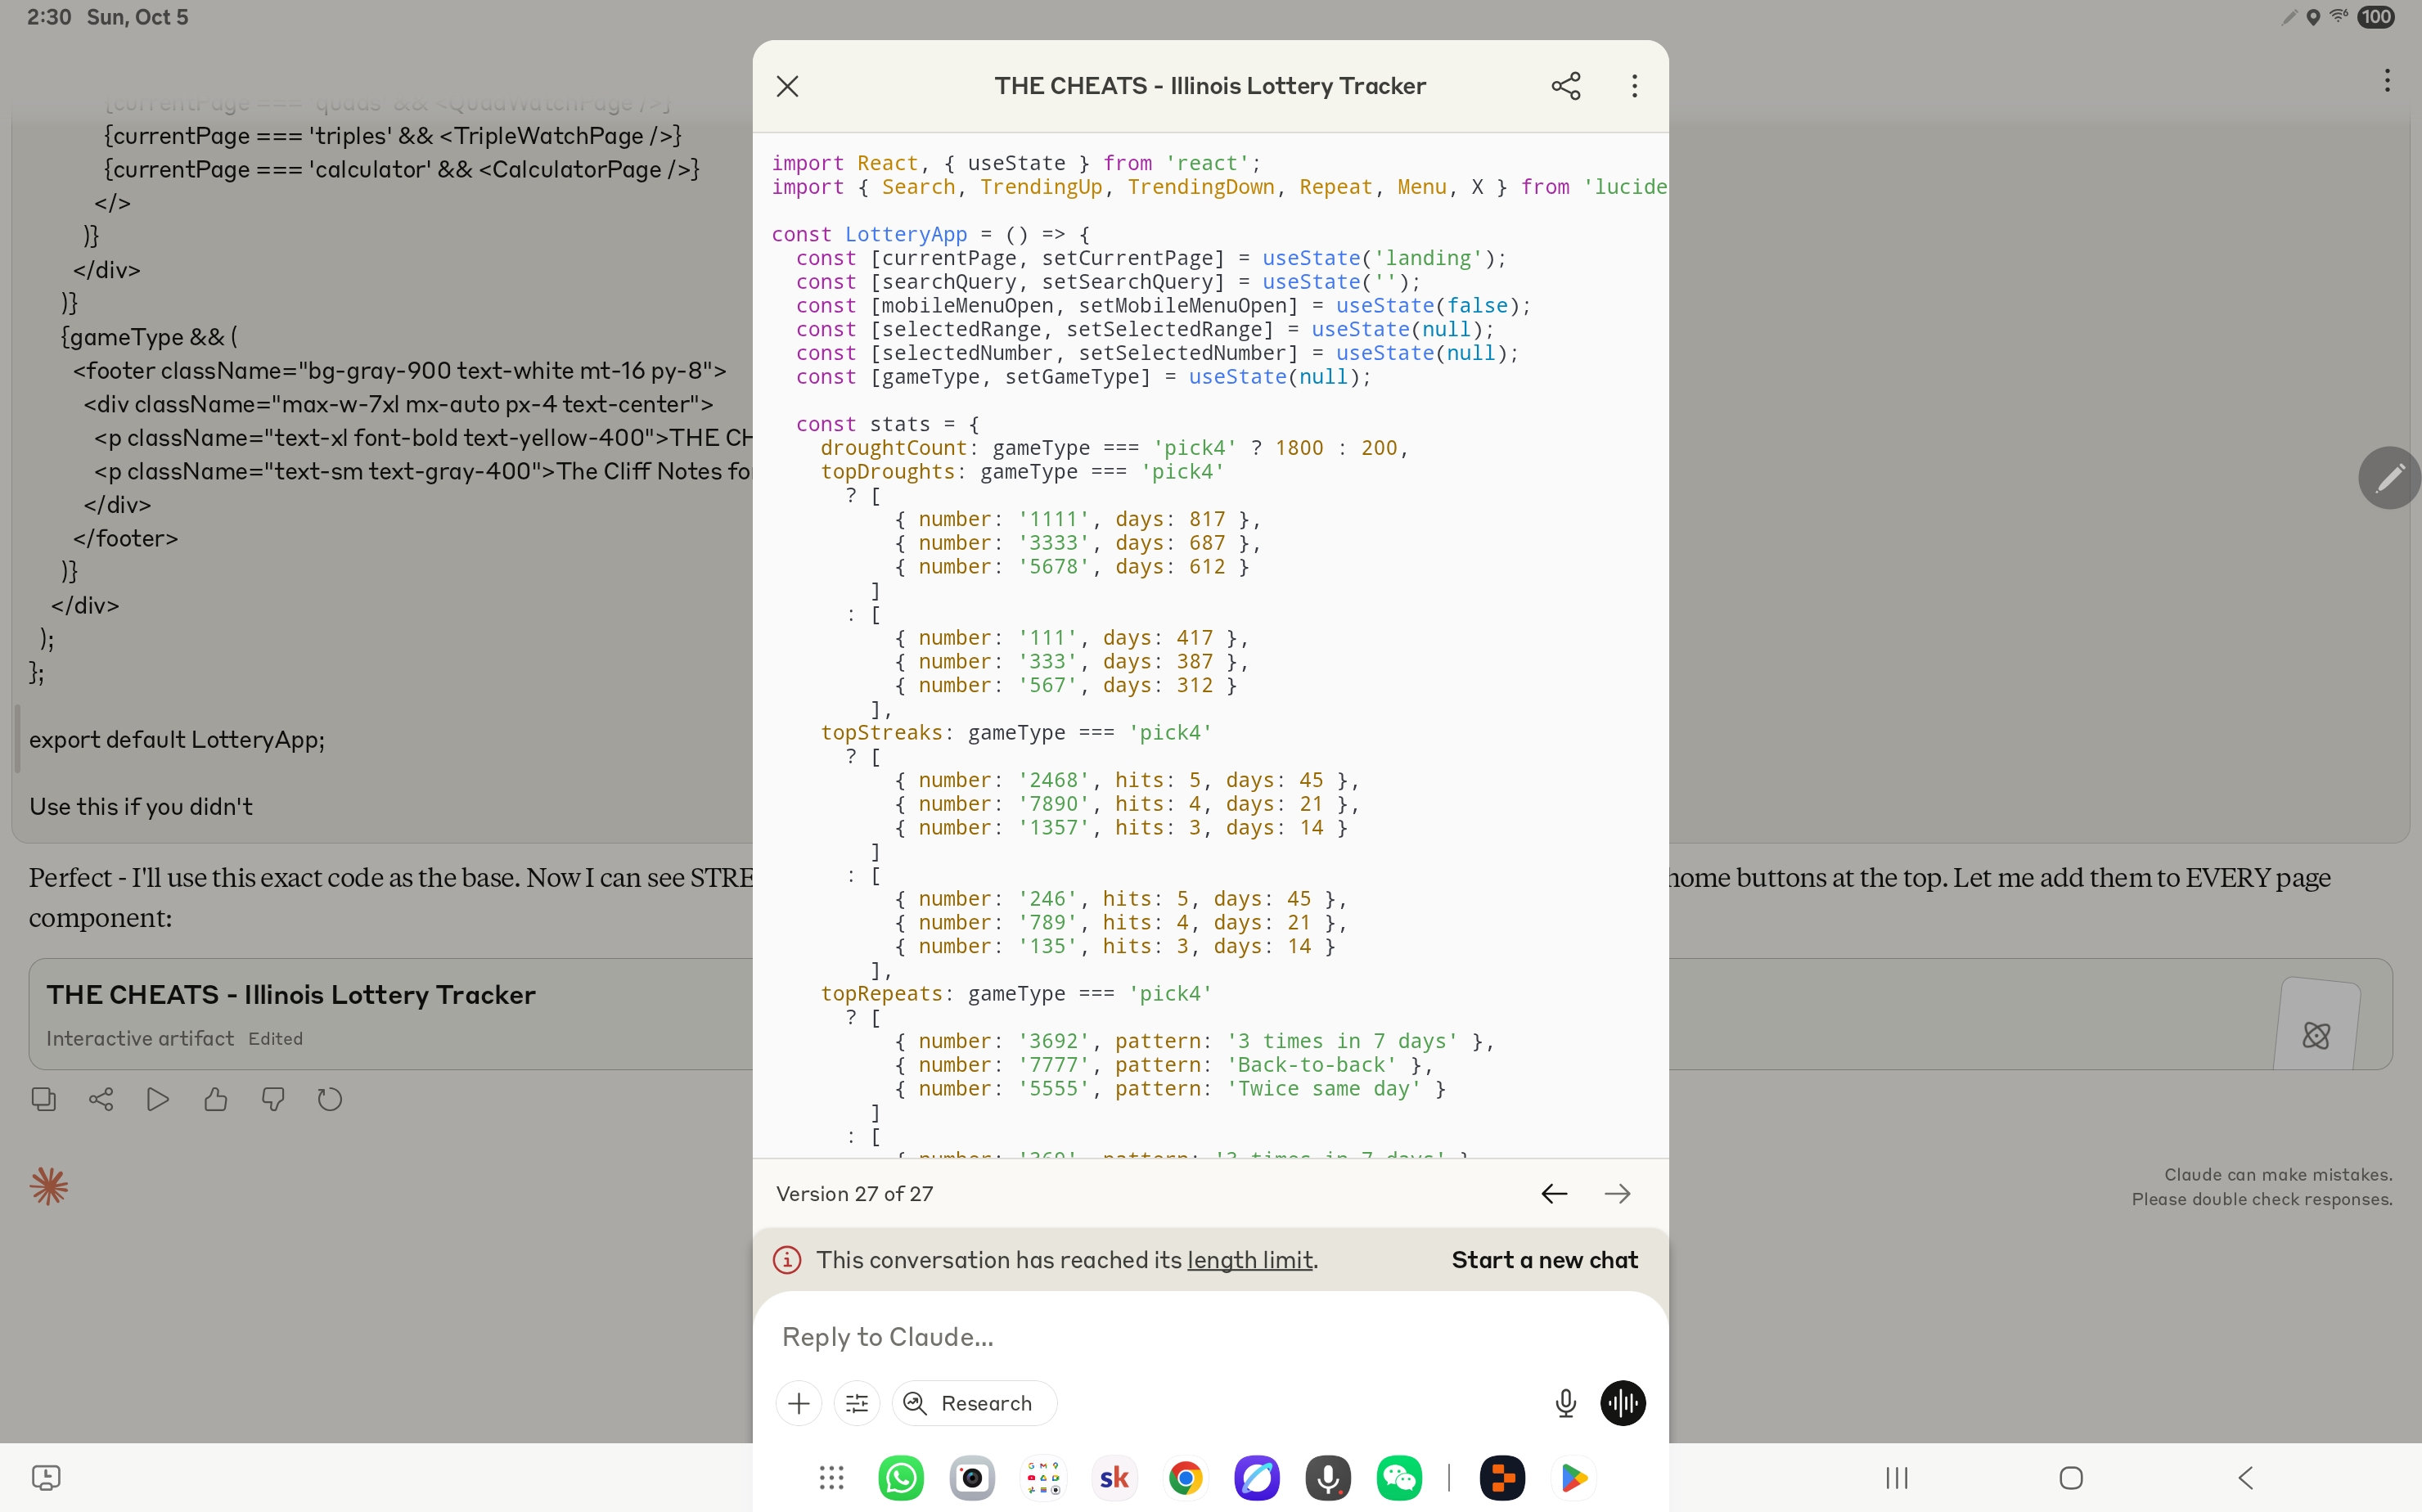 2:30 Sun, Oct 5
100
{currentPage === 'quads' && <QuadWatchPage />}
{currentPage === 'triples' && <TripleWatchPage />}
{currentPage === 'calculator' && <CalculatorPage />}
</>
)}
</div>
)}
{gameType && (
<footer className="bg-gray-900 text-white mt-16 py-8">
<div className="max-w-7xl mx-auto px-4 text-center">
<p className="text-xl font-bold text-yellow-400">THE CH
<p className="text-sm text-gray-400">The Cliff Notes fo
</div>
</footer>
)}
</div>
);
};
export default LotteryApp;
Use this if you didn't
Perfect - I'll use this exact code as the base. Now I can see STRE
home buttons at the top. Let me add them to EVERY page
component:
THE CHEATS - Illinois Lottery Tracker
Interactive artifact Edited
Claude can make mistakes.
Please double check responses.
THE CHEATS - Illinois Lottery Tracker
import React, { useState } from 'react';
import { Search, TrendingUp, TrendingDown, Repeat, Menu, X } from 'lucide
const LotteryApp = () => {
const [currentPage, setCurrentPage] = useState('landing');
const [searchQuery, setSearchQuery] = useState('');
const [mobileMenuOpen, setMobileMenuOpen] = useState(false);
const [selectedRange, setSelectedRange] = useState(null);
const [selectedNumber, setSelectedNumber] = useState(null);
const [gameType, setGameType] = useState(null);
const stats = {
droughtCount: gameType === 'pick4' ? 1800 : 200,
topDroughts: gameType === 'pick4'
? [
{ number: '1111', days: 817 },
{ number: '3333', days: 687 },
{ number: '5678', days: 612 }
]
: [
{ number: '111', days: 417 },
{ number: '333', days: 387 },
{ number: '567', days: 312 }
],
topStreaks: gameType === 'pick4'
? [
{ number: '2468', hits: 5, days: 45 },
{ number: '7890', hits: 4, days: 21 },
{ number: '1357', hits: 3, days: 14 }
]
: [
{ number: '246', hits: 5, days: 45 },
{ number: '789', hits: 4, days: 21 },
{ number: '135', hits: 3, days: 14 }
],
topRepeats: gameType === 'pick4'
? [
{ number: '3692', pattern: '3 times in 7 days' },
{ number: '7777', pattern: 'Back-to-back' },
{ number: '5555', pattern: 'Twice same day' }
]
: [
{ number: '369', pattern: '3 times in 7 days' }
Version 27 of 27
This conversation has reached its length limit.
Start a new chat
Reply to Claude...
Research
sk